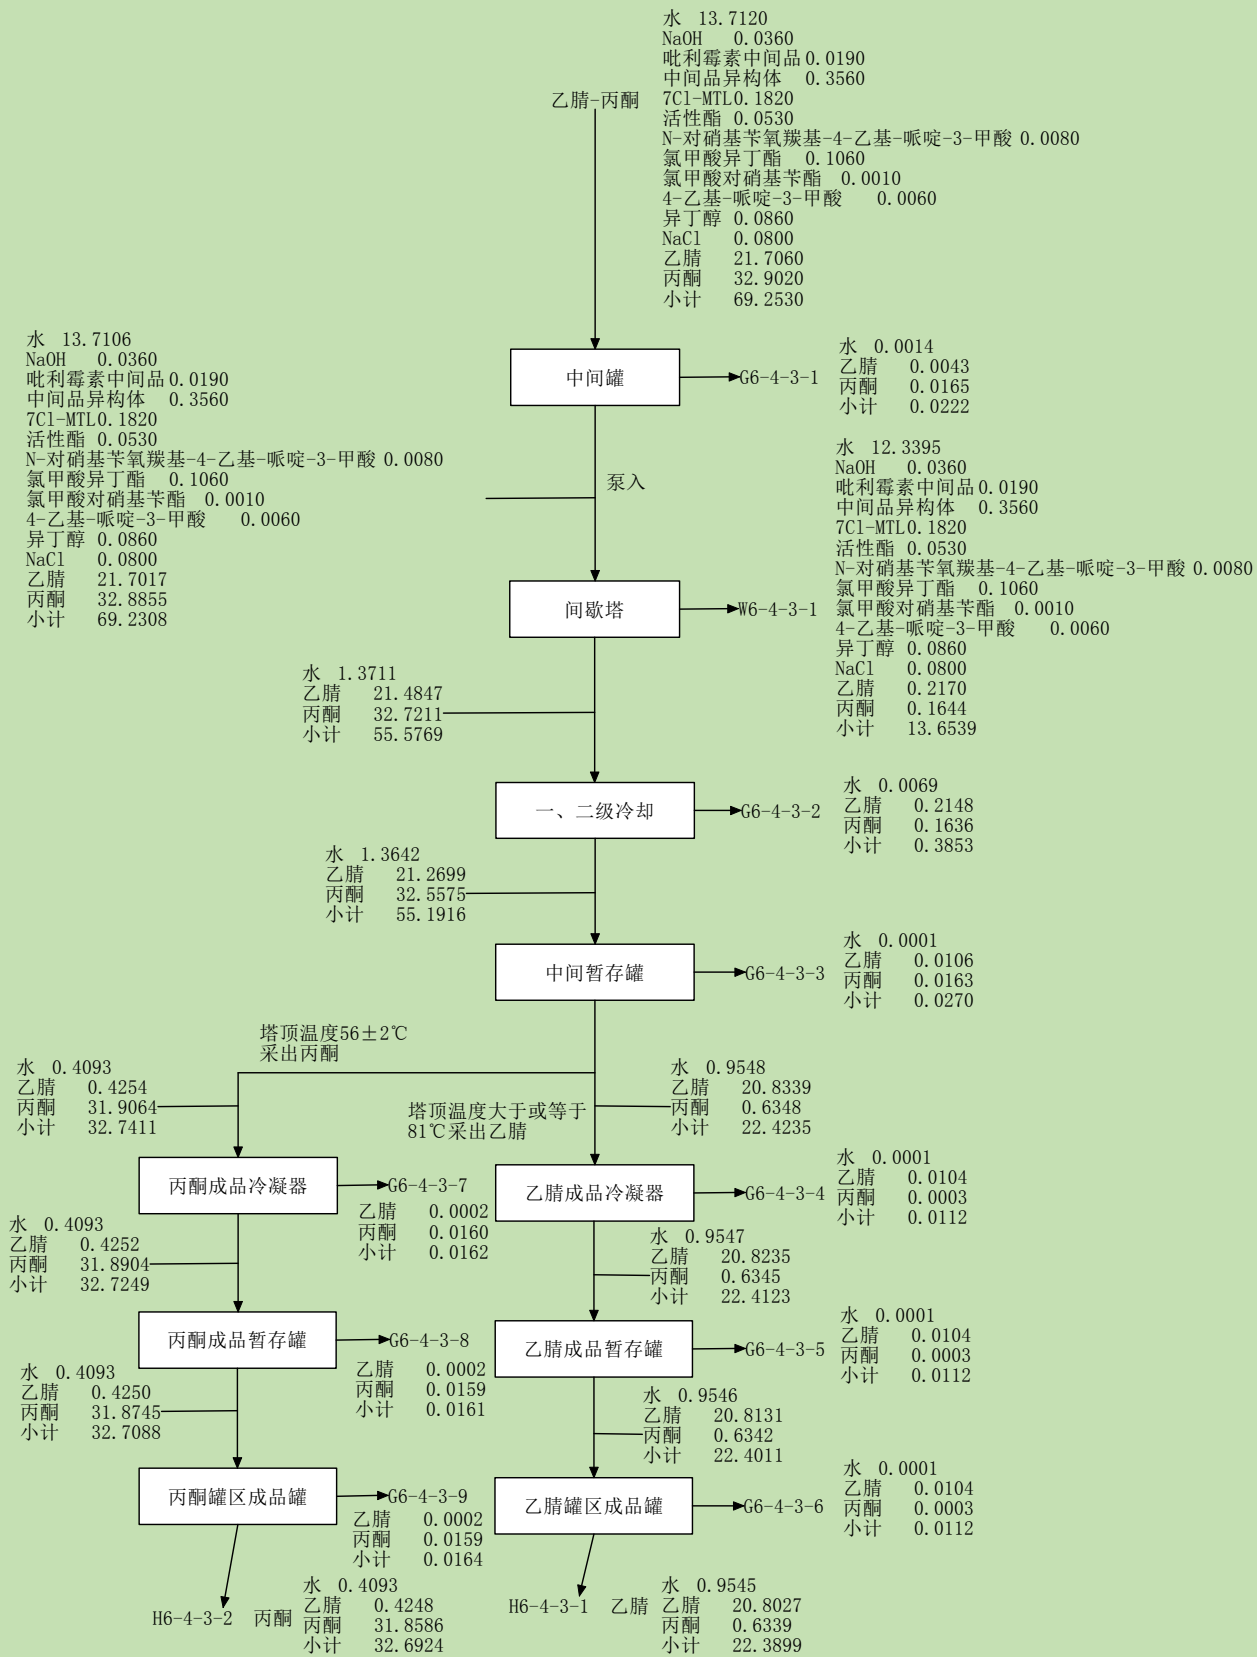 乙腈-丙酮
水 13.7120
NaOH 0.0360
吡利霉素中间品 0.0190
中间品异构体 0.3560
7Cl-MTL 0.1820
活性酯 0.0530
N-对硝基苄氧羰基-4-乙基-哌啶-3-甲酸 0.0080
氯甲酸异丁酯 0.1060
氯甲酸对硝基苄酯 0.0010
4-乙基-哌啶-3-甲酸 0.0060
异丁醇 0.0860
NaCl 0.0800
乙腈 21.7060
丙酮 32.9020
小计 69.2530
中间罐
G6-4-3-1
水 0.0014
乙腈 0.0043
丙酮 0.0165
小计 0.0222
水 13.7106
NaOH 0.0360
吡利霉素中间品 0.0190
中间品异构体 0.3560
7Cl-MTL 0.1820
活性酯 0.0530
N-对硝基苄氧羰基-4-乙基-哌啶-3-甲酸 0.0080
氯甲酸异丁酯 0.1060
氯甲酸对硝基苄酯 0.0010
4-乙基-哌啶-3-甲酸 0.0060
异丁醇 0.0860
NaCl 0.0800
乙腈 21.7017
丙酮 32.8855
小计 69.2308
泵入
间歇塔
W6-4-3-1
水 12.3395
NaOH 0.0360
吡利霉素中间品 0.0190
中间品异构体 0.3560
7Cl-MTL 0.1820
活性酯 0.0530
N-对硝基苄氧羰基-4-乙基-哌啶-3-甲酸 0.0080
氯甲酸异丁酯 0.1060
氯甲酸对硝基苄酯 0.0010
4-乙基-哌啶-3-甲酸 0.0060
异丁醇 0.0860
NaCl 0.0800
乙腈 0.2170
丙酮 0.1644
小计 13.6539
水 1.3711
乙腈 21.4847
丙酮 32.7211
小计 55.5769
一、二级冷却
G6-4-3-2
水 0.0069
乙腈 0.2148
丙酮 0.1636
小计 0.3853
水 1.3642
乙腈 21.2699
丙酮 32.5575
小计 55.1916
中间暂存罐
G6-4-3-3
水 0.0001
乙腈 0.0106
丙酮 0.0163
小计 0.0270
塔顶温度56±2℃
采出丙酮
水 0.4093
乙腈 0.4254
丙酮 31.9064
小计 32.7411
塔顶温度大于或等于
81℃采出乙腈
水 0.9548
乙腈 20.8339
丙酮 0.6348
小计 22.4235
丙酮成品冷凝器
G6-4-3-7
乙腈 0.0002
丙酮 0.0160
小计 0.0162
乙腈成品冷凝器
G6-4-3-4
水 0.0001
乙腈 0.0104
丙酮 0.0003
小计 0.0112
水 0.4093
乙腈 0.4252
丙酮 31.8904
小计 32.7249
水 0.9547
乙腈 20.8235
丙酮 0.6345
小计 22.4123
丙酮成品暂存罐
G6-4-3-8
乙腈 0.0002
丙酮 0.0159
小计 0.0161
乙腈成品暂存罐
G6-4-3-5
水 0.0001
乙腈 0.0104
丙酮 0.0003
小计 0.0112
水 0.4093
乙腈 0.4250
丙酮 31.8745
小计 32.7088
水 0.9546
乙腈 20.8131
丙酮 0.6342
小计 22.4011
丙酮罐区成品罐
G6-4-3-9
乙腈 0.0002
丙酮 0.0159
小计 0.0164
乙腈罐区成品罐
G6-4-3-6
水 0.0001
乙腈 0.0104
丙酮 0.0003
小计 0.0112
H6-4-3-2 丙酮
水 0.4093
乙腈 0.4248
丙酮 31.8586
小计 32.6924
H6-4-3-1 乙腈
水 0.9545
乙腈 20.8027
丙酮 0.6339
小计 22.3899